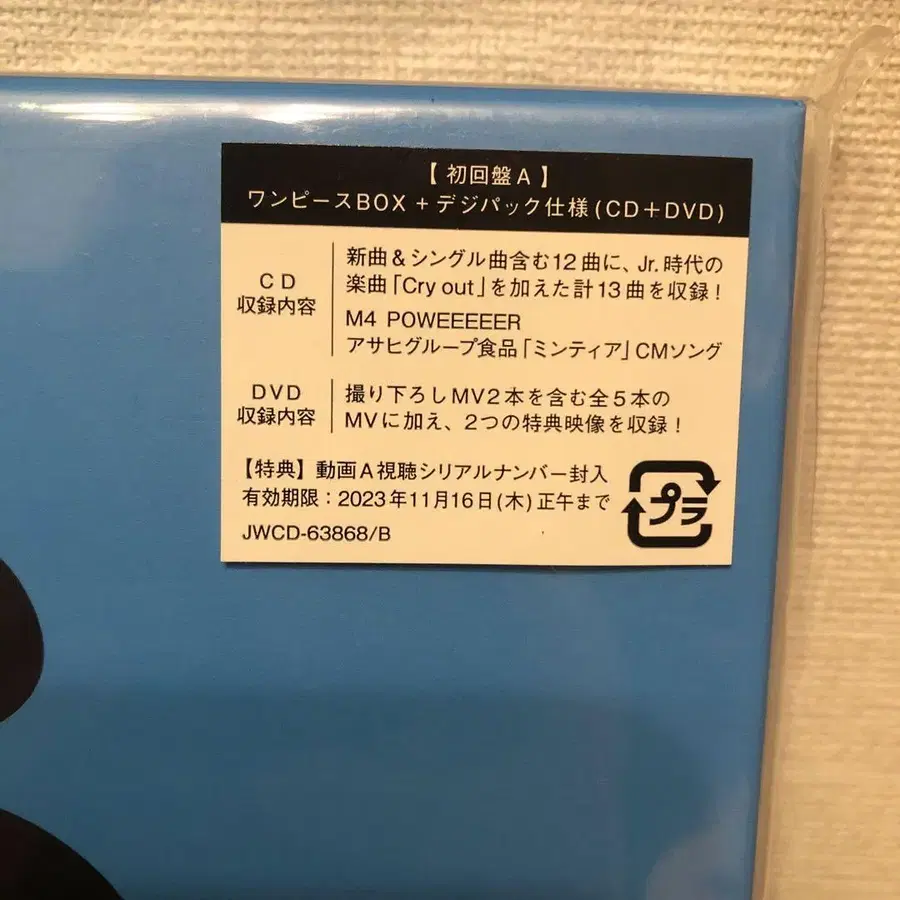 【 初回盤A 】
ワンピースBOX + デジパック仕様 (CD+DVD)
CD
収録内容
新曲&シングル曲含む12曲に、Jr.時代の
楽曲「Cry out」を加えた計13曲を収録!
M4 POWEEEEEER
アサヒグループ食品「ミンティア」CMソング
DVD
収録内容
撮り下ろしMV2本を含む全5本の
MVに加え、2つの特典映像を収録!
【特典】動画A視聴シリアルナンバー封入
有効期限:2023年11月16日(木)正午まで
JWCD-63868/B
プラ